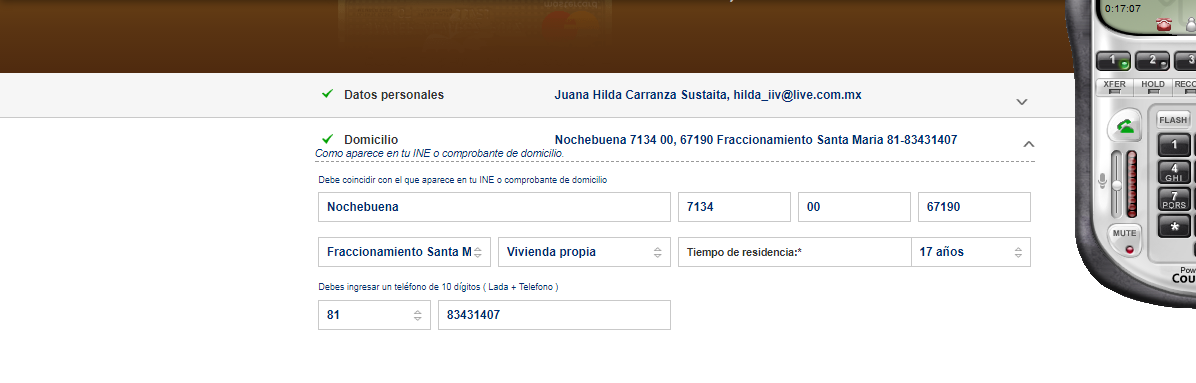 0:17:07
1 2 3
XFER HOLD RECO
Datos personales Juana Hilda Carranza Sustaita, hilda_iiv@live.com.mx
FLASH
Domicilio Nochebuena 7134 00, 67190 Fraccionamiento Santa Maria 81-83431407
Como aparece en tu INE o comprobante de domicilio.
1
4
GHI
Debe coincidir con el que aparece en tu INE o comprobante de domicilio
Nochebuena 7134 00 67190
7
PQRS
*
MUTE
Fraccionamiento Santa M Vivienda propia Tiempo de residencia:* 17 años
Pow
Cou
Debes ingresar un teléfono de 10 dígitos ( Lada + Telefono )
81 83431407